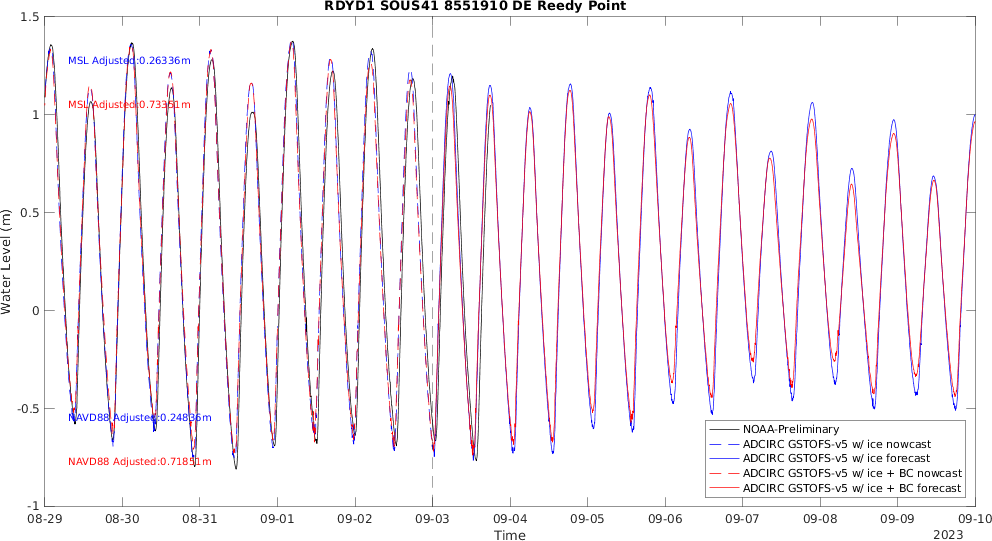 RDYD1 SOUS41 8551910 DE Reedy Point
Water Level (m)
1.5
1
0.5
0
-0.5
-1
MSL Adjusted:0.26336m
MSL Adjusted:0.73351m
NAVD88 Adjusted:0.24836m
NAVD88 Adjusted:0.71851m
NOAA-Preliminary
ADCIRC GSTOFS-v5 w/ ice nowcast
ADCIRC GSTOFS-v5 w/ ice forecast
ADCIRC GSTOFS-v5 w/ ice + BC nowcast
ADCIRC GSTOFS-v5 w/ ice + BC forecast
08-29 08-30 08-31 09-01 09-02 09-03 09-04 09-05 09-06 09-07 09-08 09-09 09-10
Time
2023